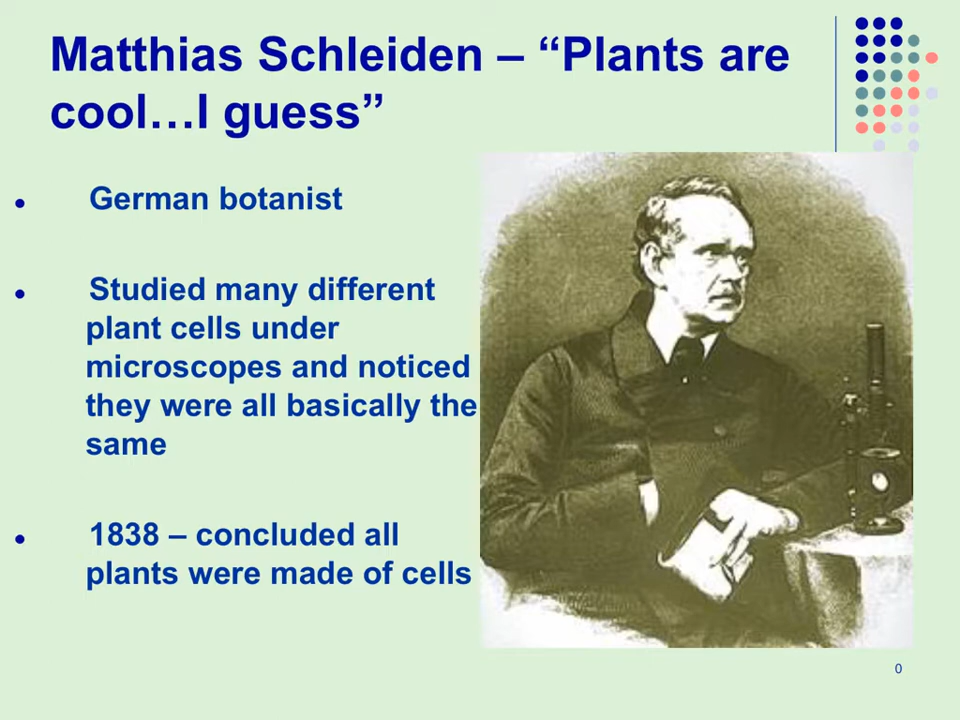 Matthias Schleiden – “Plants are
cool…I guess”
● German botanist
● Studied many different
plant cells under
microscopes and noticed
they were all basically the
same
● 1838 – concluded all
plants were made of cells
0